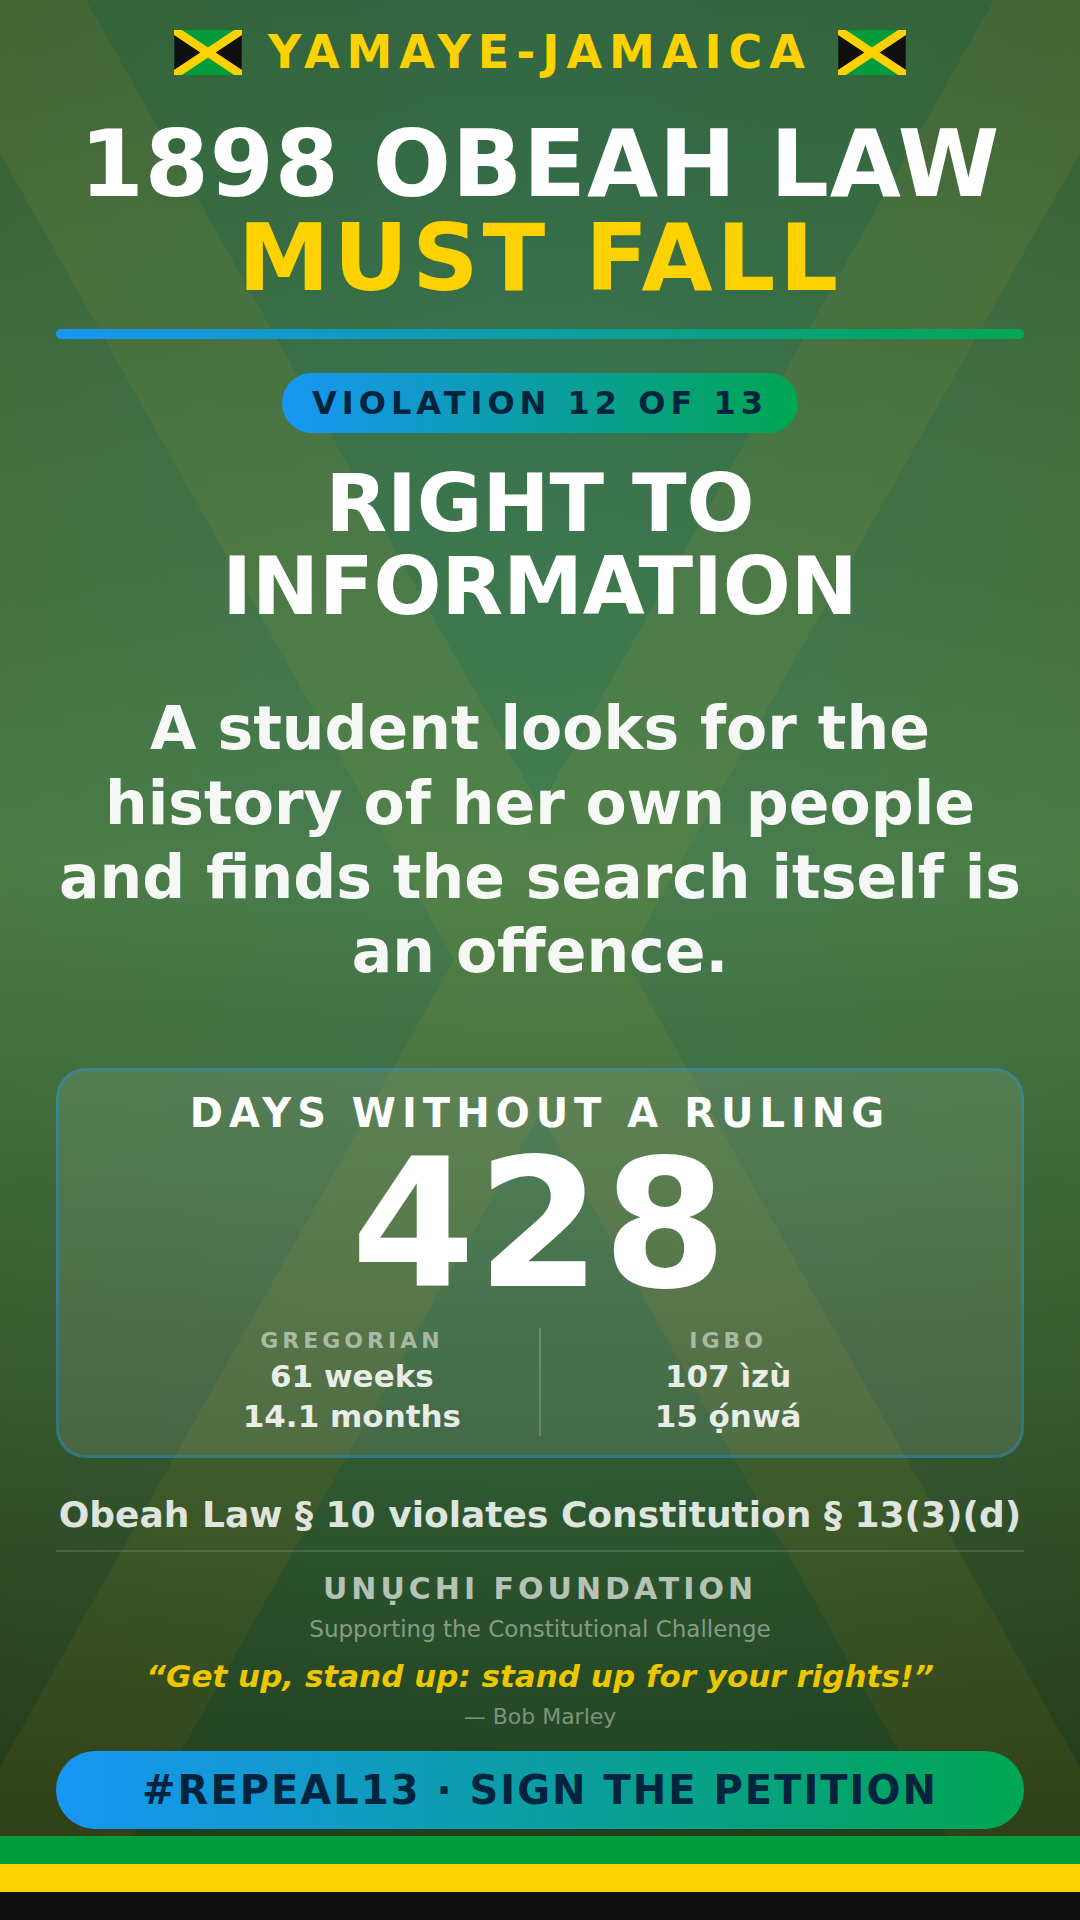 YAMAYE-JAMAICA
1898 OBEAH LAW
MUST FALL
VIOLATION 12 OF 13
RIGHT TO
INFORMATION
A student looks for the
history of her own people
and finds the search itself is
an offence.
DAYS WITHOUT A RULING
428
GREGORIAN
61 weeks
14.1 months
IGBO
107 ìzù
15 ọ́nwá
Obeah Law § 10 violates Constitution § 13(3)(d)
UNỤCHI FOUNDATION
Supporting the Constitutional Challenge
“Get up, stand up: stand up for your rights!”
— Bob Marley
#REPEAL13 · SIGN THE PETITION